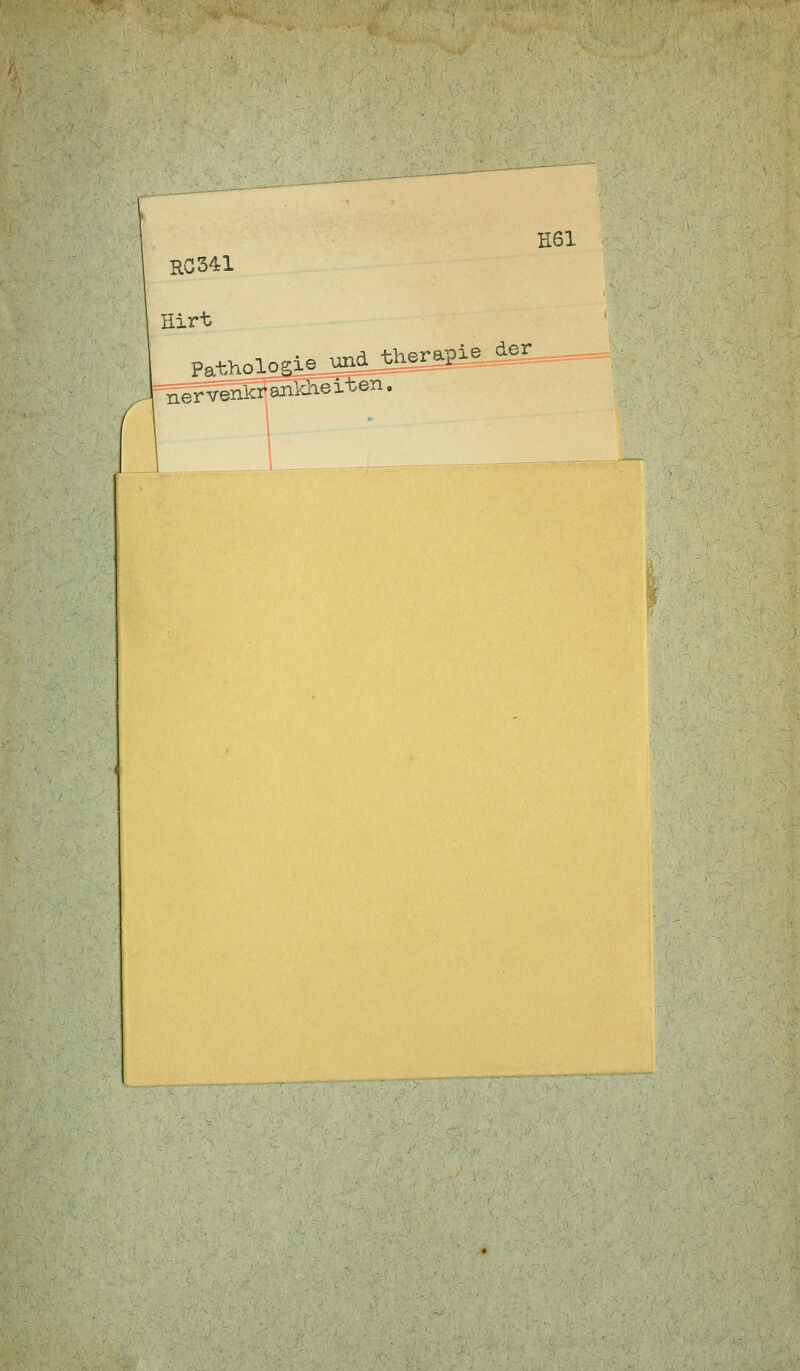 H61
RC341
Hirt
Pathologie und therapie der
nervenkrankheiten.